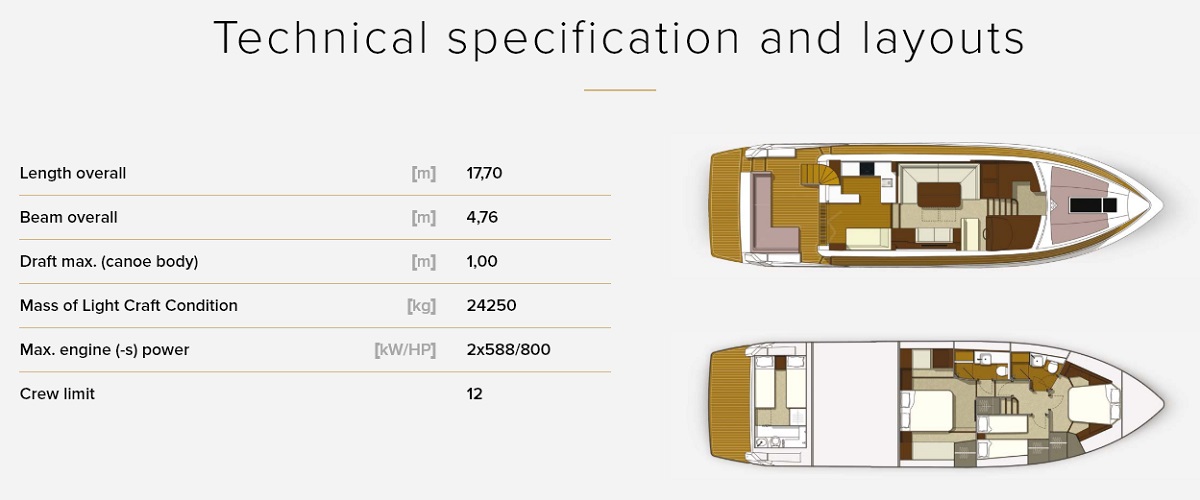 Technical specification and layouts
Length overall [m] 17,70
Beam overall [m] 4,76
Draft max. (canoe body) [m] 1,00
Mass of Light Craft Condition [kg] 24250
Max. engine (-s) power [kW/HP] 2x588/800
Crew limit 12